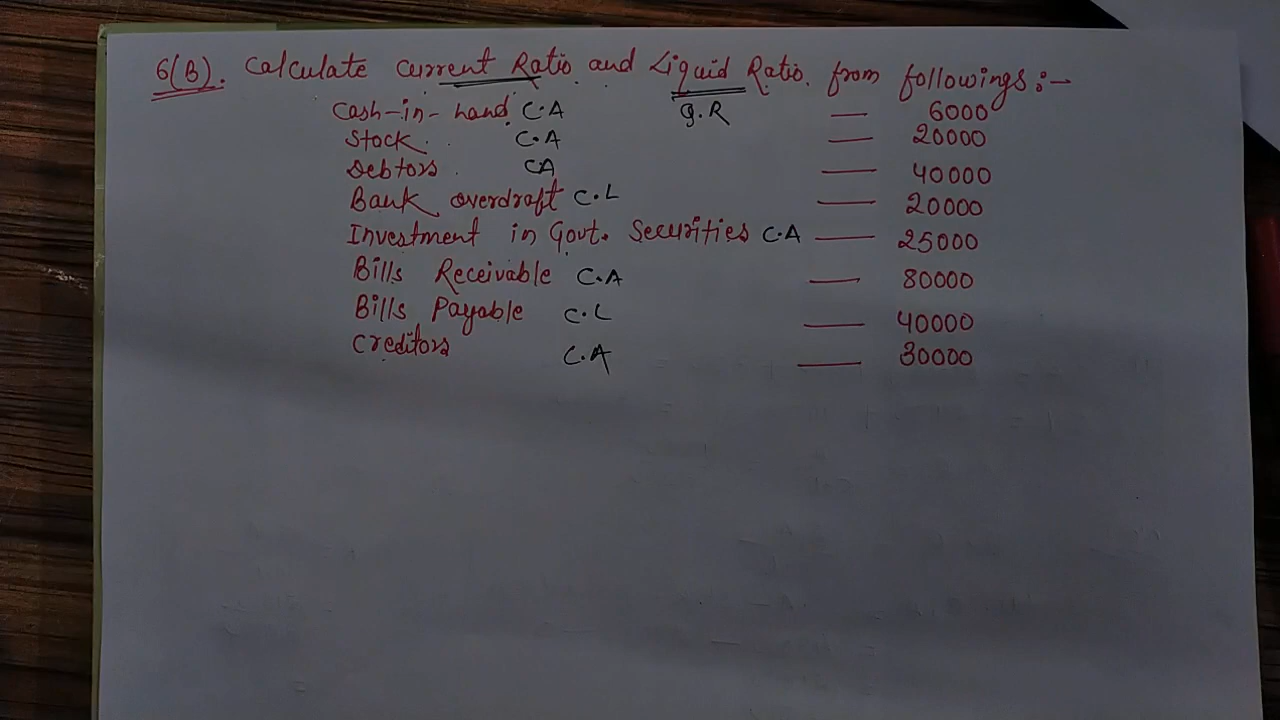 6(B). Calculate Current Ratio and Liquid Ratio. from followings:-
Q.R
Cash-in-hand C.A — 6000
Stock. C.A — 20000
Debtors. CA — 40000
Bank overdraft C.L — 20000
Investment in Govt. Securities C.A — 25000
Bills Receivable C.A — 80000
Bills Payable C.L — 40000
Creditors C.A — 30000